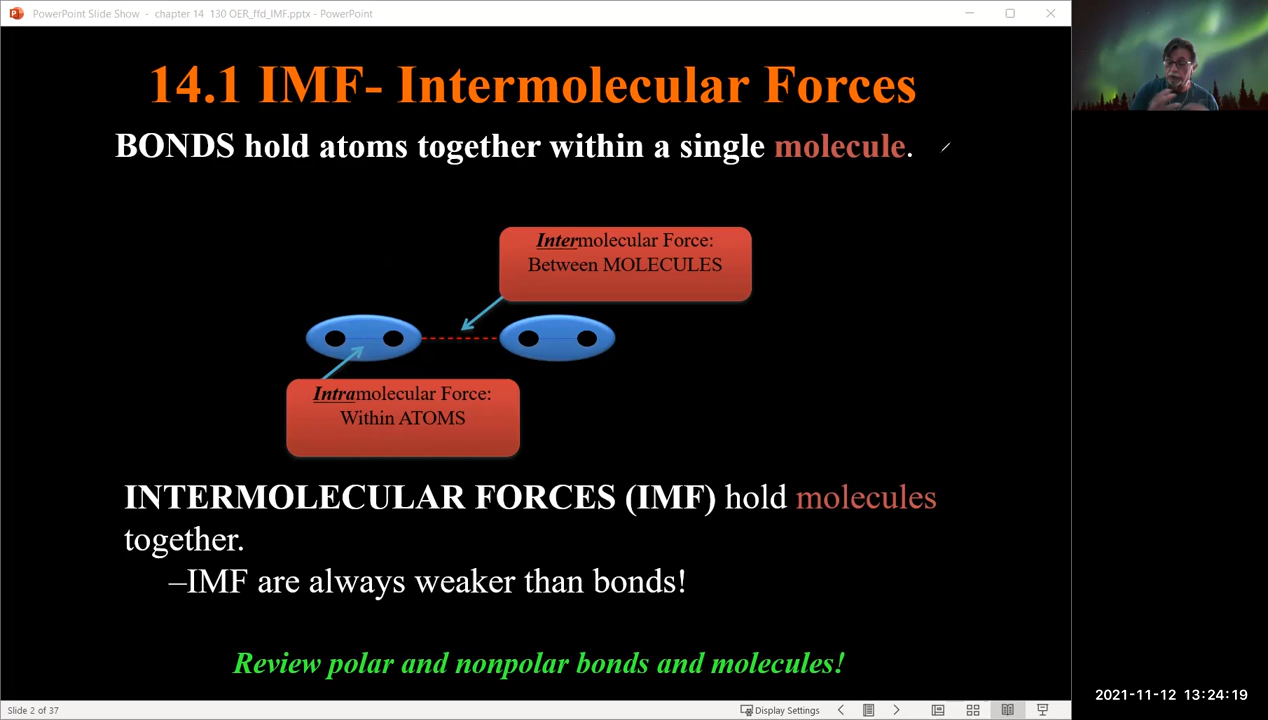 PowerPoint Slide Show - chapter 14 130 OER_ffd_IMF.pptx - PowerPoint
14.1 IMF- Intermolecular Forces
BONDS hold atoms together within a single molecule.
Intermolecular Force:
Between MOLECULES
Intramolecular Force:
Within ATOMS
INTERMOLECULAR FORCES (IMF) hold molecules
together.
–IMF are always weaker than bonds!
Review polar and nonpolar bonds and molecules!
Slide 2 of 37
Display Settings
2021-11-12 13:24:19